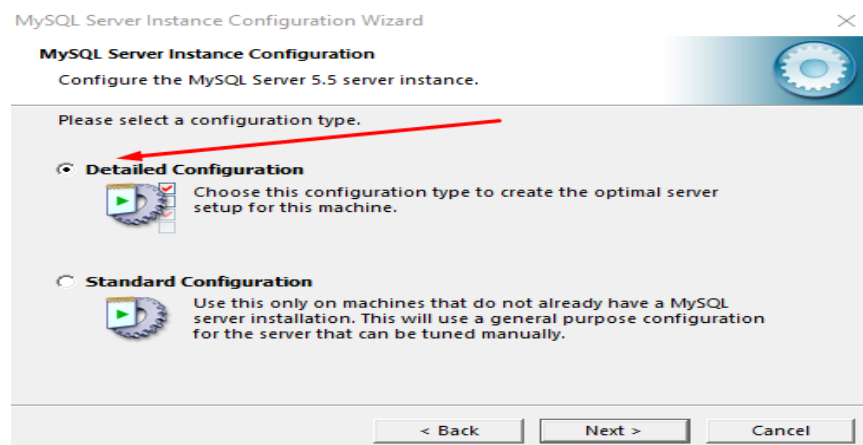 MySQL Server Instance Configuration Wizard
MySQL Server Instance Configuration
Configure the MySQL Server 5.5 server instance.
Please select a configuration type.
Detailed Configuration
Choose this configuration type to create the optimal server
setup for this machine.
Standard Configuration
Use this only on machines that do not already have a MySQL
server installation. This will use a general purpose configuration
for the server that can be tuned manually.
< Back
Next >
Cancel